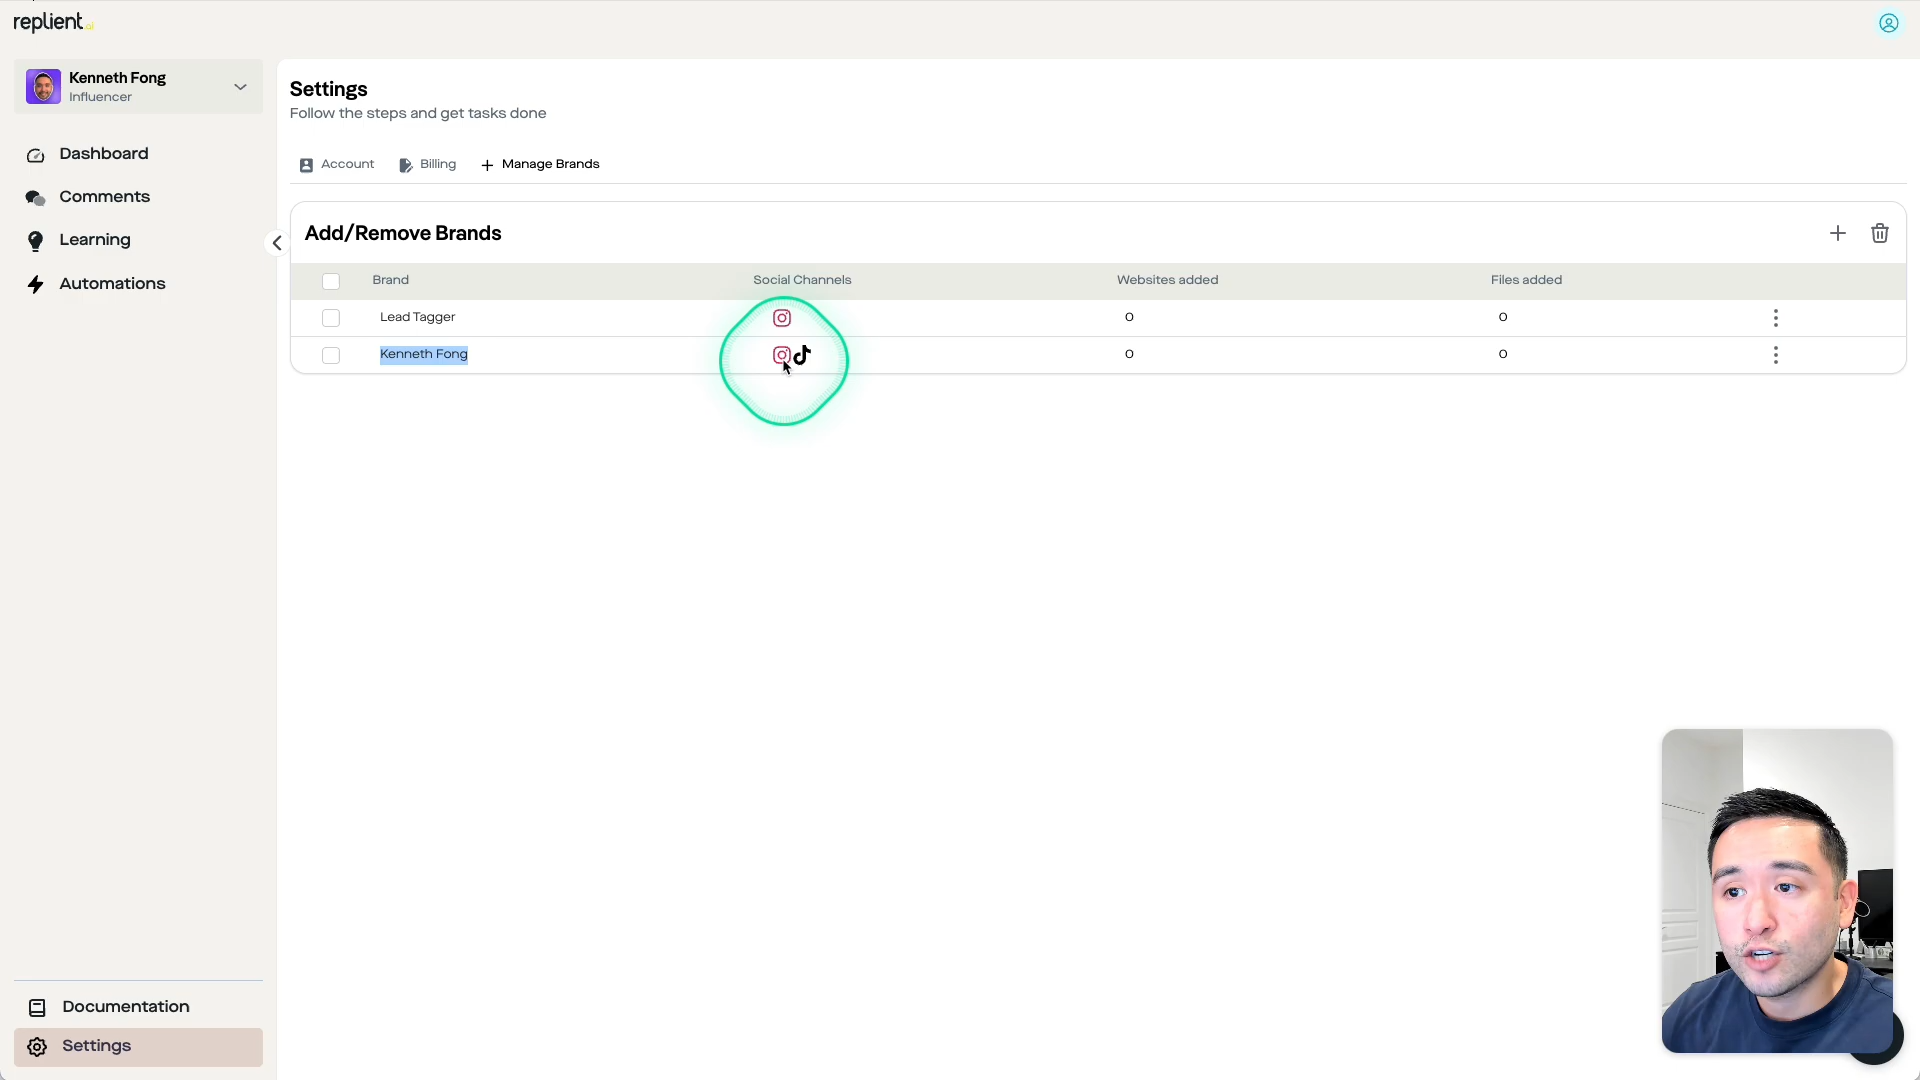 replient.ai
Kenneth Fong
Influencer
Dashboard
Comments
Learning
Automations
Documentation
Settings
Settings
Follow the steps and get tasks done
Account
Billing
Manage Brands
Add/Remove Brands
Brand
Social Channels
Websites added
Files added
Lead Tagger
0
0
Kenneth Fong
0
0